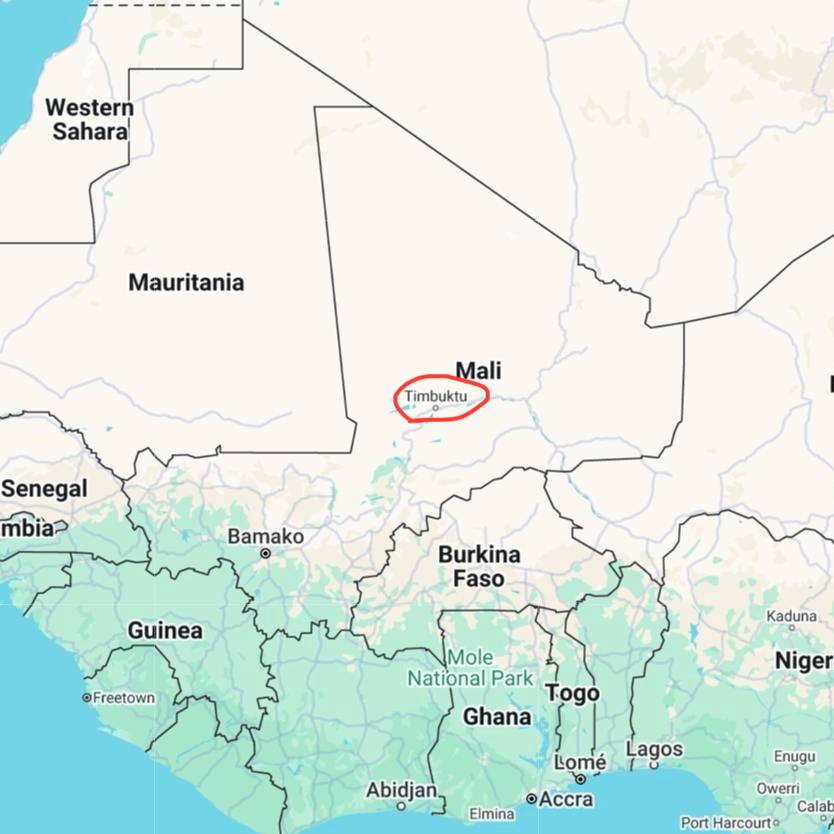 Western
Sahara
Mauritania
Mali
Timbuktu
Senegal
mbia
Bamako
Burkina
Faso
Guinea
Kaduna
Mole
National Park
Niger
Togo
Freetown
Ghana
Lagos
Lomé
Enugu
Abidjan
Accra
Owerri
Elmina
Calab
Port Harcourt